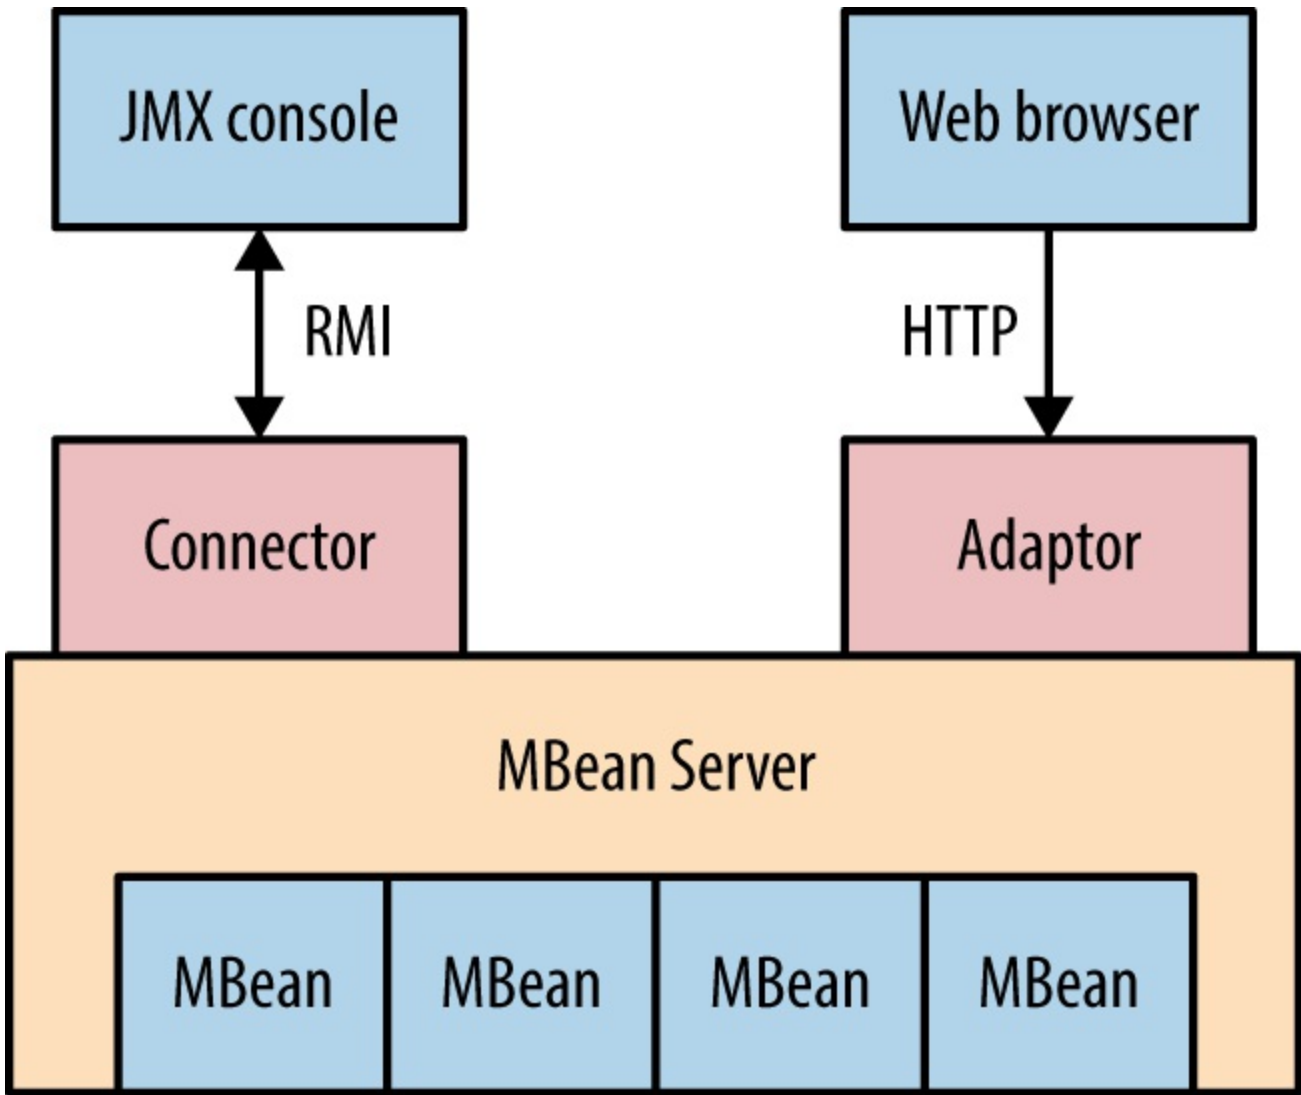 JMX console
Web browser
RMI
HTTP
Connector
Adaptor
MBean Server
MBean
MBean
MBean
MBean